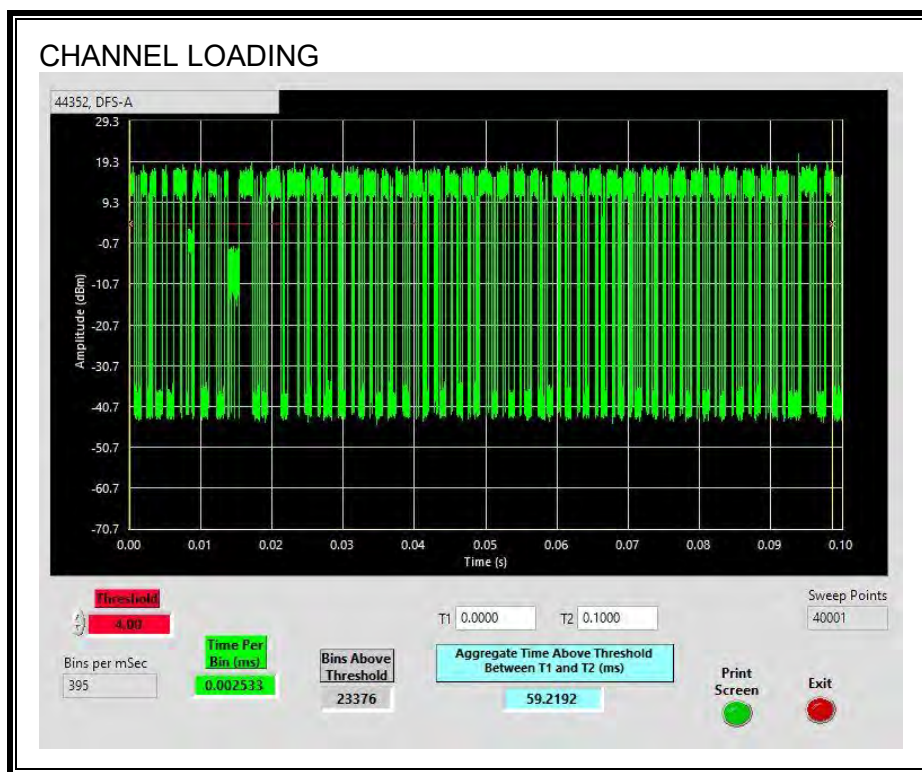 CHANNEL LOADING
44352, DFS-A
29.3
19.3
9.3
-0.7
-10.7
-20.7
-30.7
-40.7
-50.7
-60.7
-70.7
Amplitude (dBm)
0.00 0.01 0.02 0.03 0.04 0.05 0.06 0.07 0.08 0.09 0.10
Time (s)
Threshold
4.00
T1 0.0000 T2 0.1000
Sweep Points
40001
Bins per mSec
395
Time Per
Bin (ms)
0.002533
Bins Above
Threshold
23376
Aggregate Time Above Threshold
Between T1 and T2 (ms)
59.2192
Print
Screen
Exit